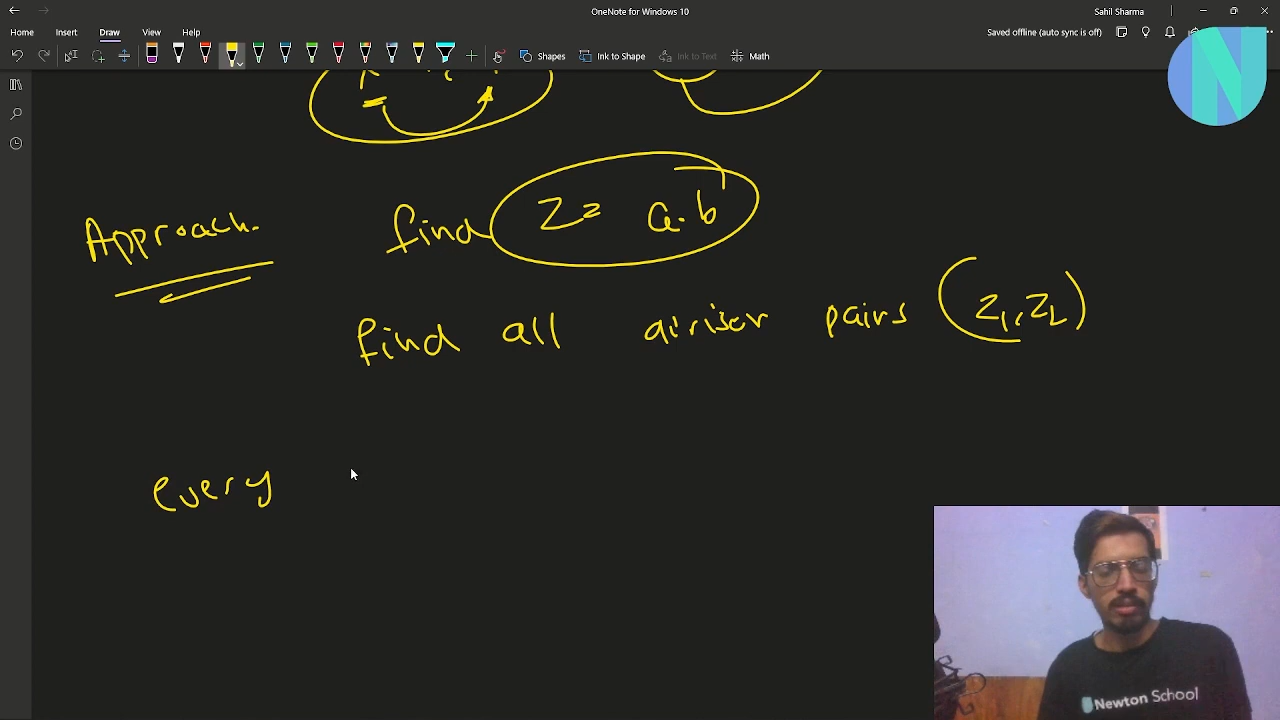 OneNote for Windows 10
Sahil Sharma
Home Insert Draw View Help
Saved offline (auto sync is off)
Shapes Ink to Shape Ink to Text Math
Approach. find Z = a.b
find all divisor pairs (z1, z2)
every
Newton School